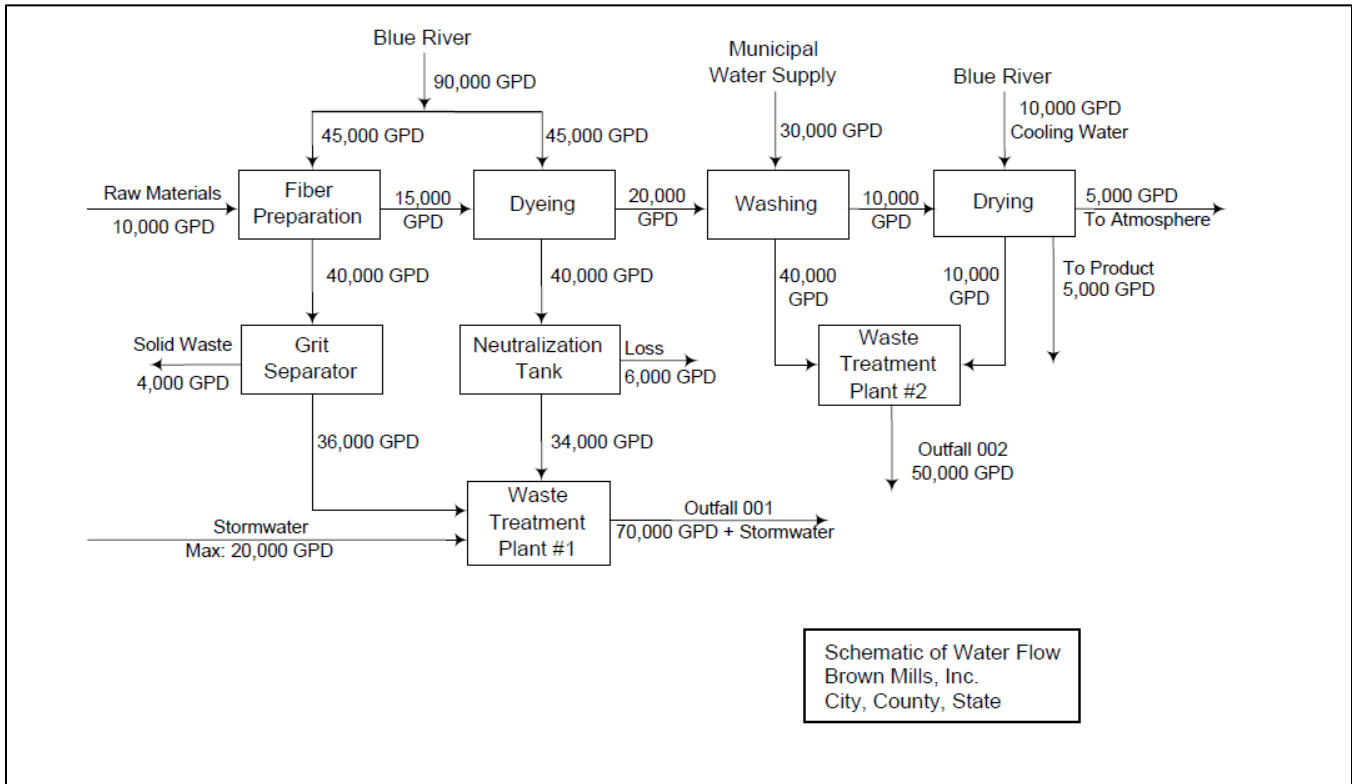 Blue River
90,000 GPD
45,000 GPD
45,000 GPD
Municipal
Water Supply
30,000 GPD
Blue River
10,000 GPD
Cooling Water
Raw Materials
10,000 GPD
Fiber
Preparation
15,000
GPD
Dyeing
20,000
GPD
Washing
10,000
GPD
Drying
5,000 GPD
To Atmosphere
40,000 GPD
40,000 GPD
40,000
GPD
10,000
GPD
To Product
5,000 GPD
Solid Waste
4,000 GPD
Grit
Separator
Neutralization
Tank
Loss
6,000 GPD
Waste
Treatment
Plant #2
36,000 GPD
34,000 GPD
Outfall 002
50,000 GPD
Stormwater
Max: 20,000 GPD
Waste
Treatment
Plant #1
Outfall 001
70,000 GPD + Stormwater
Schematic of Water Flow
Brown Mills, Inc.
City, County, State